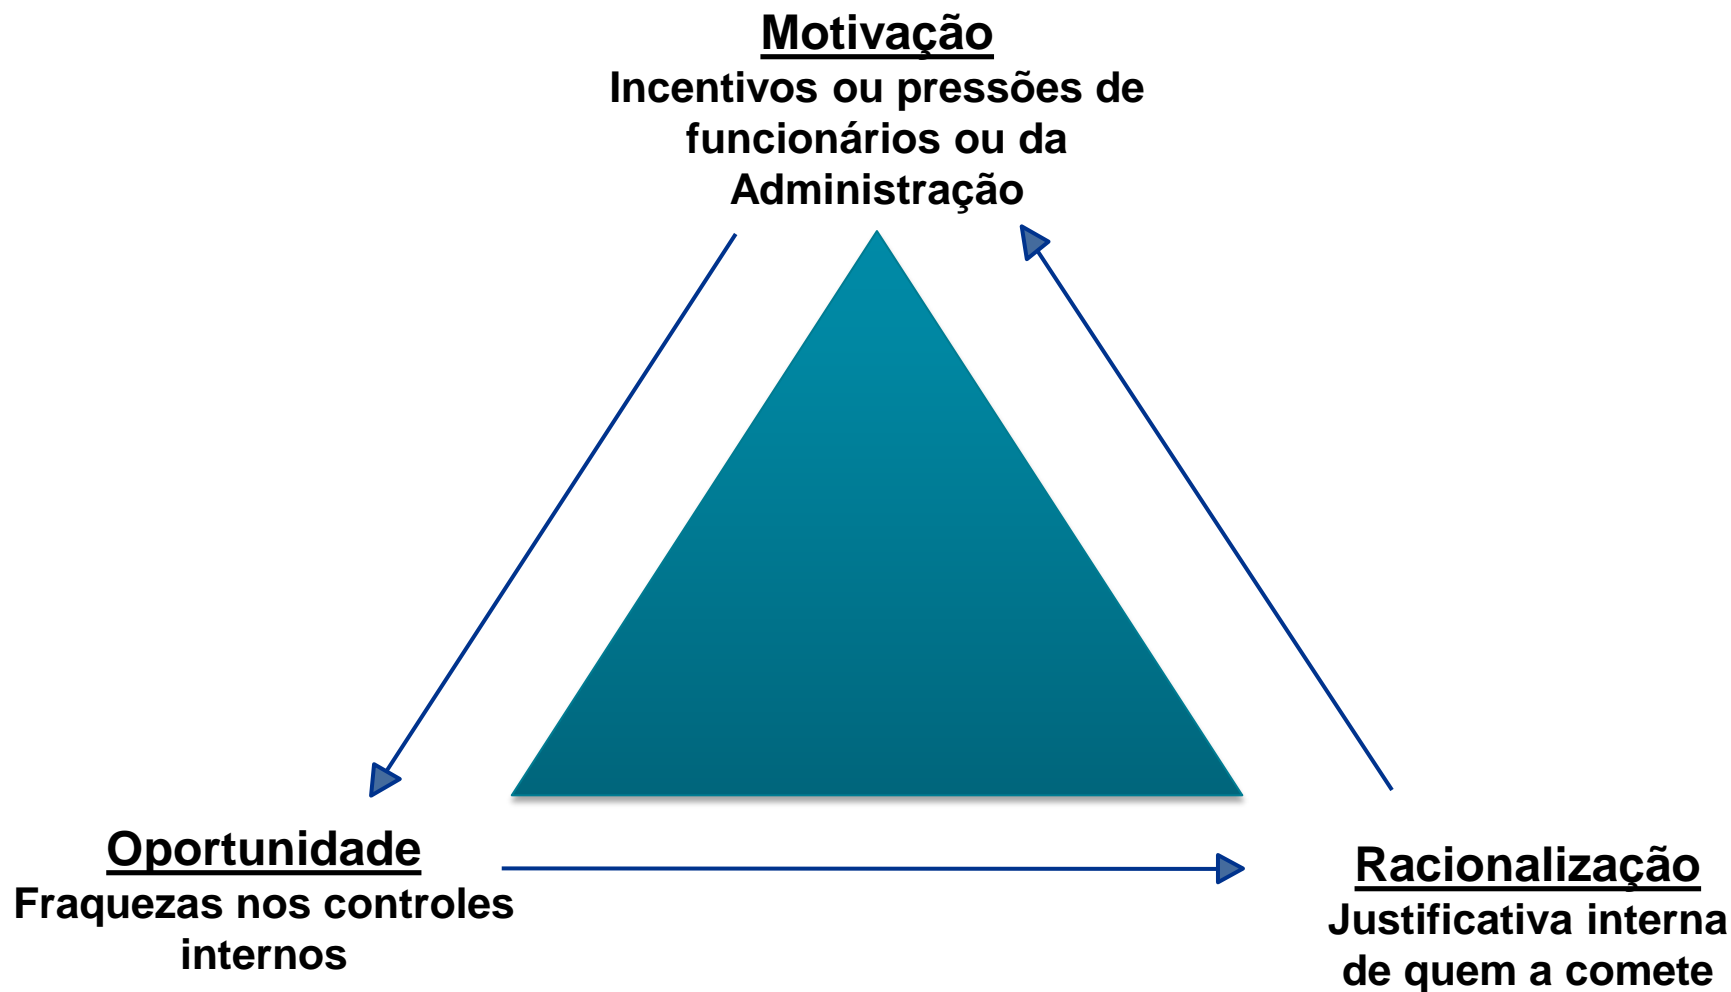 Motivação
Incentivos ou pressões de
funcionários ou da
Administração
Oportunidade
Fraquezas nos controles
internos
Racionalização
Justificativa interna
de quem a comete